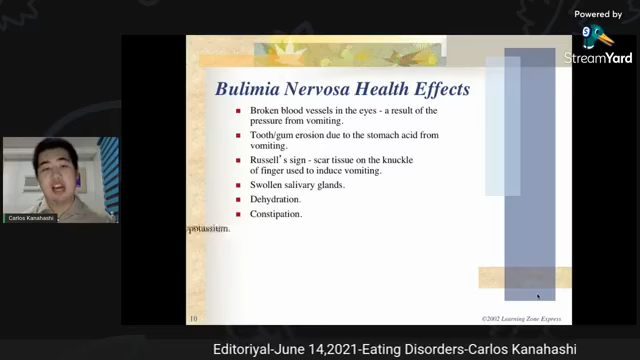 Powered by
StreamYard
Bulimia Nervosa Health Effects
Broken blood vessels in the eyes - a result of the
pressure from vomiting.
Tooth/gum erosion due to the stomach acid from
vomiting.
Russell's sign - scar tissue on the knuckle
of finger used to induce vomiting.
Swollen salivary glands.
Dehydration.
Constipation.
potassium.
Carlos Kanahashi
10
©2002 Learning Zone Express
Editoriyal-June 14,2021-Eating Disorders-Carlos Kanahashi